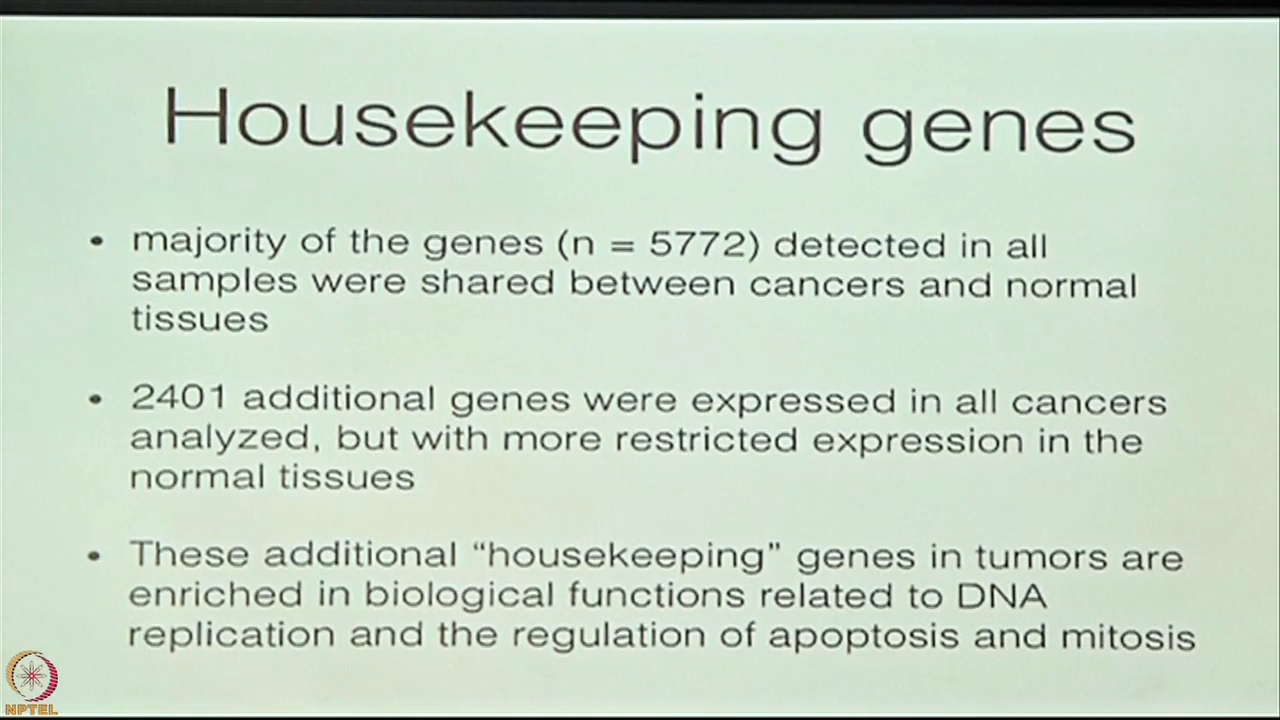 Housekeeping genes
• majority of the genes (n = 5772) detected in all
samples were shared between cancers and normal
tissues
• 2401 additional genes were expressed in all cancers
analyzed, but with more restricted expression in the
normal tissues
• These additional “housekeeping” genes in tumors are
enriched in biological functions related to DNA
replication and the regulation of apoptosis and mitosis
NPTEL